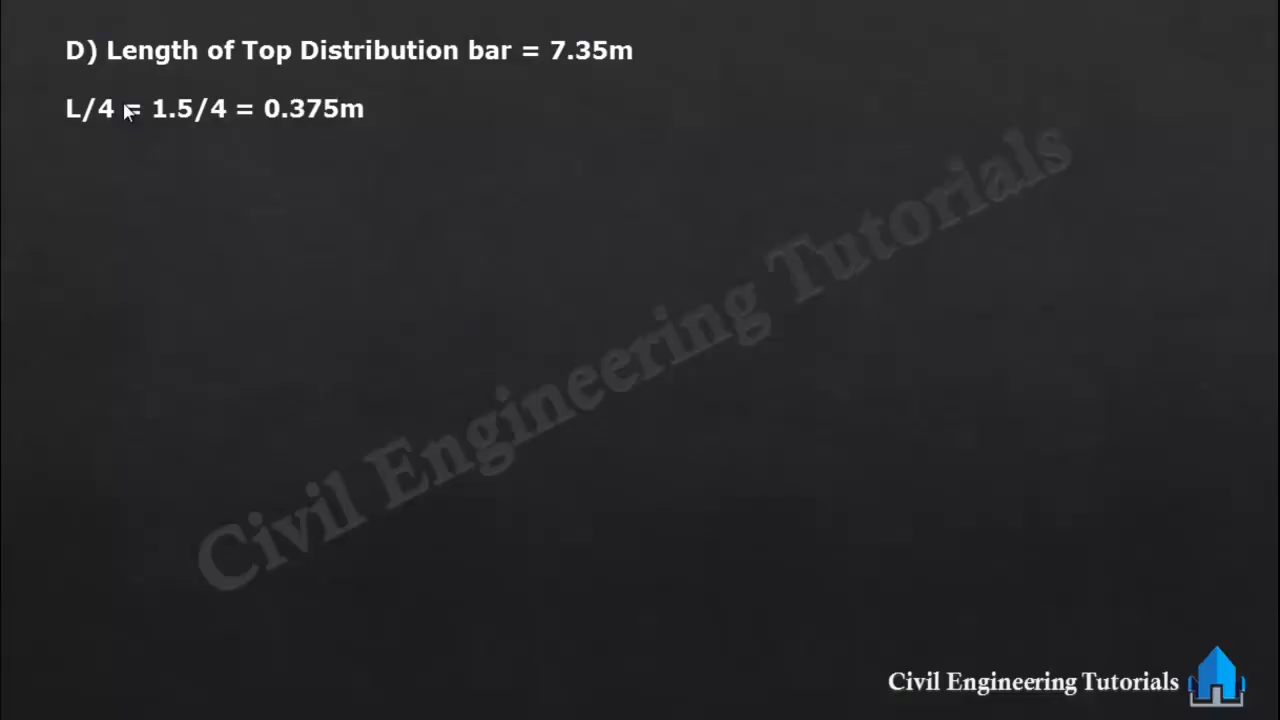 D) Length of Top Distribution bar = 7.35m
L/4 = 1.5/4 = 0.375m
Civil Engineering Tutorials
Civil Engineering Tutorials